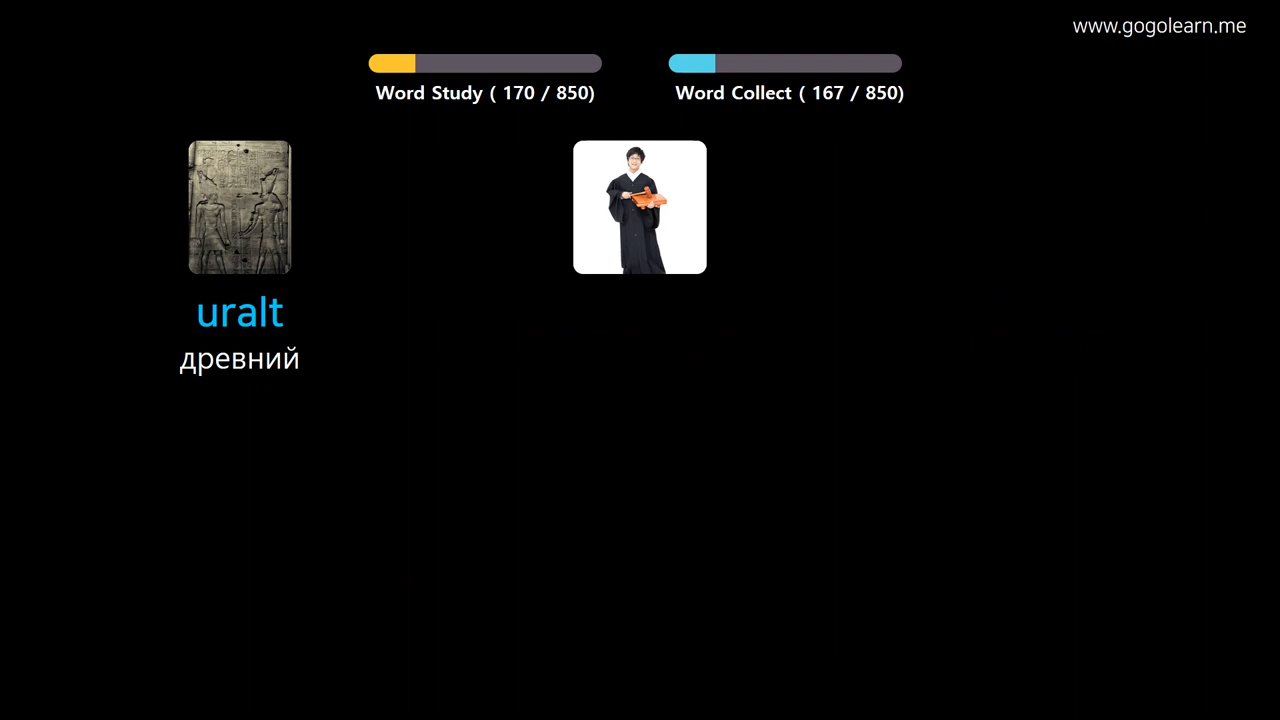 www.gogolearn.me
Word Study ( 170 / 850)
Word Collect ( 167 / 850)
uralt
древний